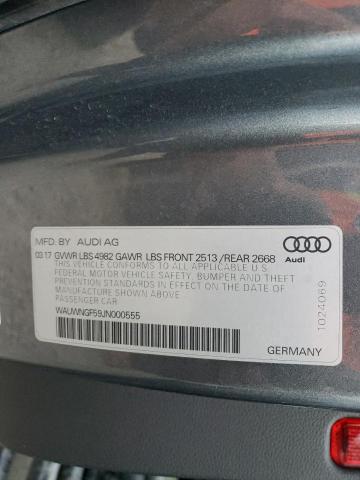 MFD. BY AUDI AG
03 17 GVWR LBS 4982 GAWR LBS FRONT 2513 /REAR 2668
THIS VEHICLE CONFORMS TO ALL APPLICABLE U.S.
FEDERAL MOTOR VEHICLE SAFETY, BUMPER AND THEFT
PREVENTION STANDARDS IN EFFECT ON THE DATE OF
MANUFACTURE SHOWN ABOVE.
PASSENGER CAR
WAUWNGF59JN000555
Audi
1024069
GERMANY